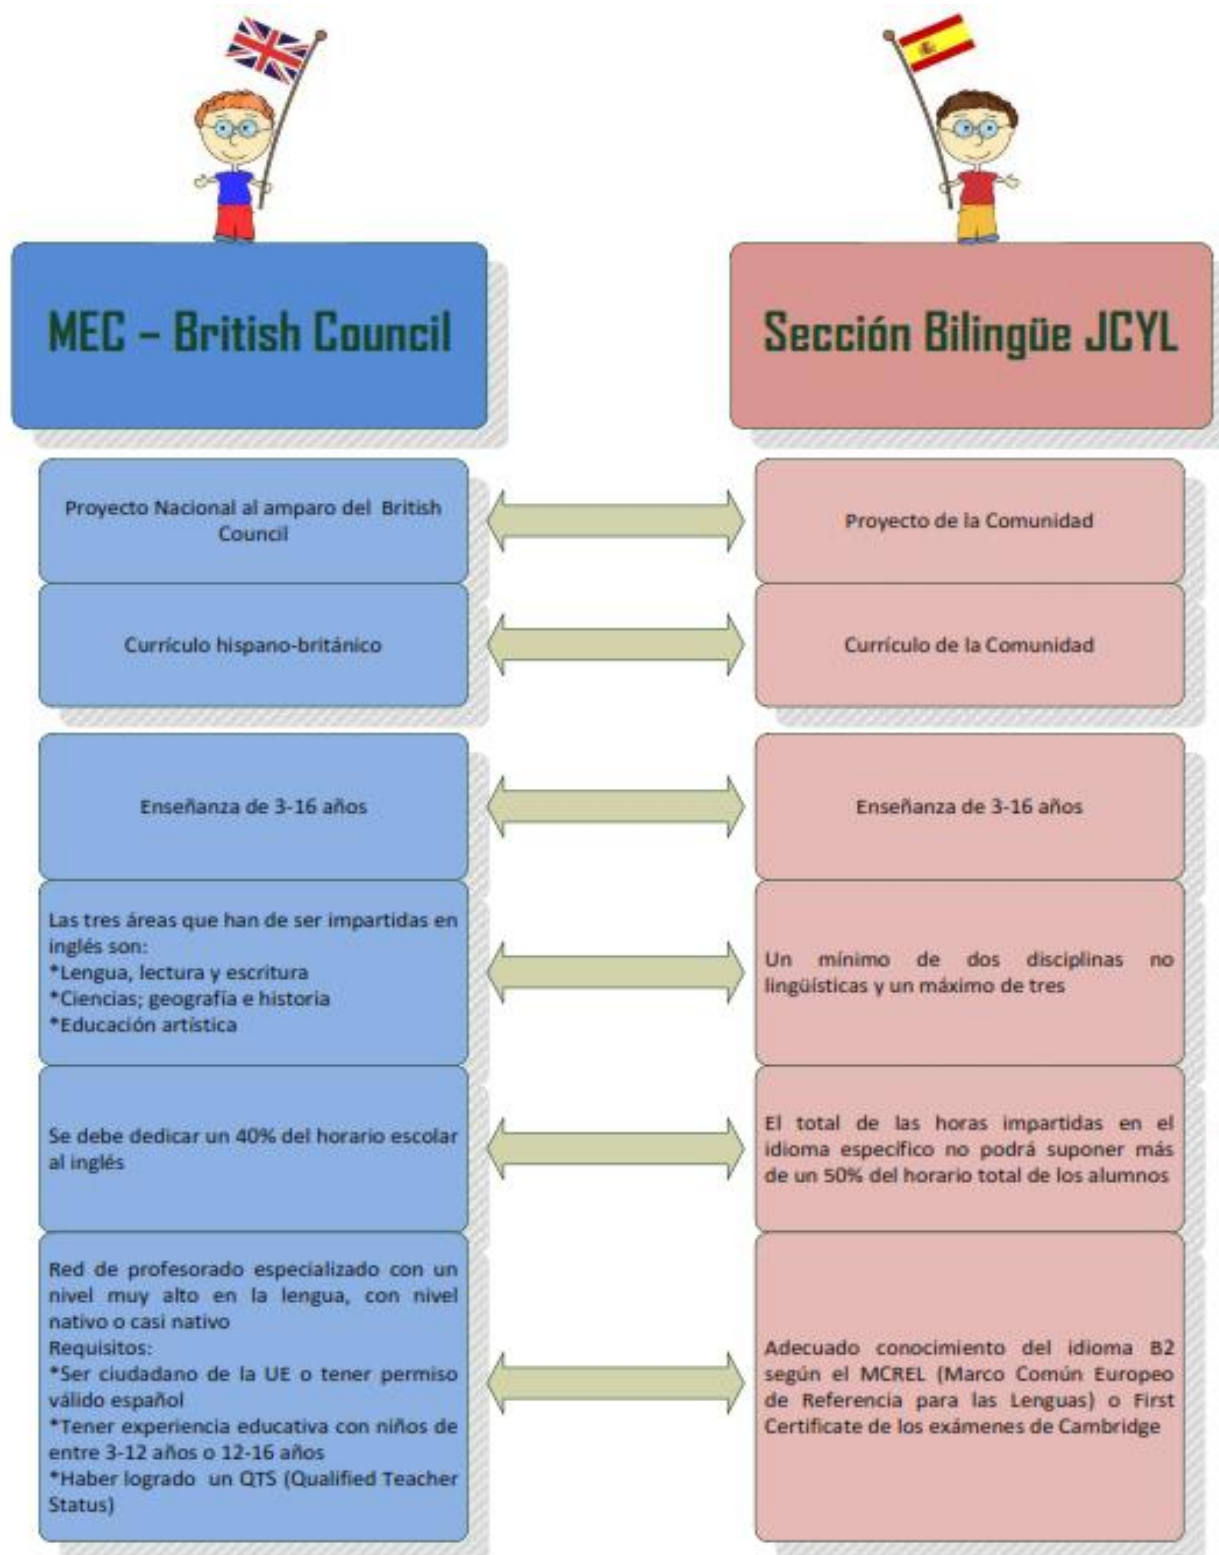 MEC – British Council
Sección Bilingüe JCYL
Proyecto Nacional al amparo del British
Council
Proyecto de la Comunidad
Currículo hispano-británico
Currículo de la Comunidad
Enseñanza de 3-16 años
Enseñanza de 3-16 años
Las tres áreas que han de ser impartidas en
inglés son:
*Lengua, lectura y escritura
*Ciencias; geografía e historia
*Educación artística
Un mínimo de dos disciplinas no
lingüísticas y un máximo de tres
Se debe dedicar un 40% del horario escolar
al inglés
El total de las horas impartidas en el
idioma específico no podrá suponer más
de un 50% del horario total de los alumnos
Red de profesorado especializado con un
nivel muy alto en la lengua, con nivel
nativo o casi nativo
Requisitos:
*Ser ciudadano de la UE o tener permiso
válido español
*Tener experiencia educativa con niños de
entre 3-12 años o 12-16 años
*Haber logrado un QTS (Qualified Teacher
Status)
Adecuado conocimiento del idioma B2
según el MCREL (Marco Común Europeo
de Referencia para las Lenguas) o First
Certificate de los exámenes de Cambridge